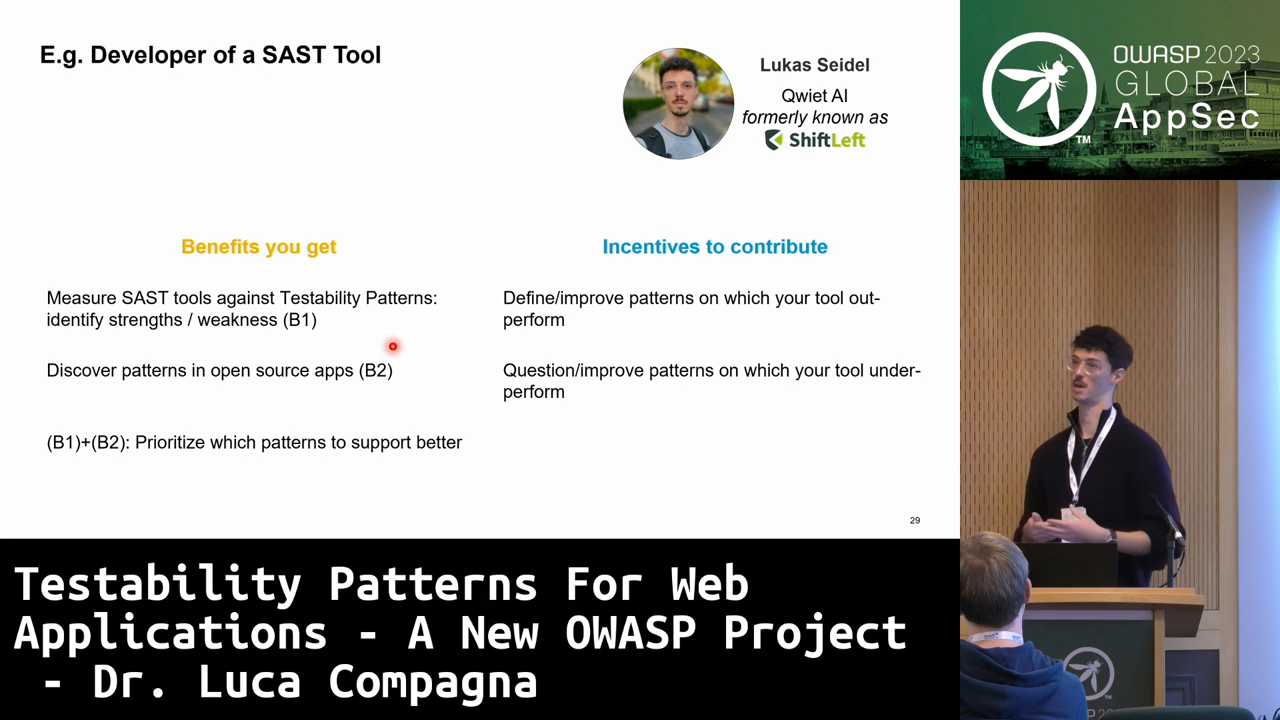 E.g. Developer of a SAST Tool
Lukas Seidel
Qwiet AI
formerly known as
ShiftLeft
Benefits you get
Incentives to contribute
Measure SAST tools against Testability Patterns:
identify strengths / weakness (B1)
Define/improve patterns on which your tool out-
perform
Discover patterns in open source apps (B2)
Question/improve patterns on which your tool under-
perform
(B1)+(B2): Prioritize which patterns to support better
29
OWASP 2023
GLOBAL
AppSec
TM
Testability Patterns For Web
Applications - A New OWASP Project
- Dr. Luca Compagna